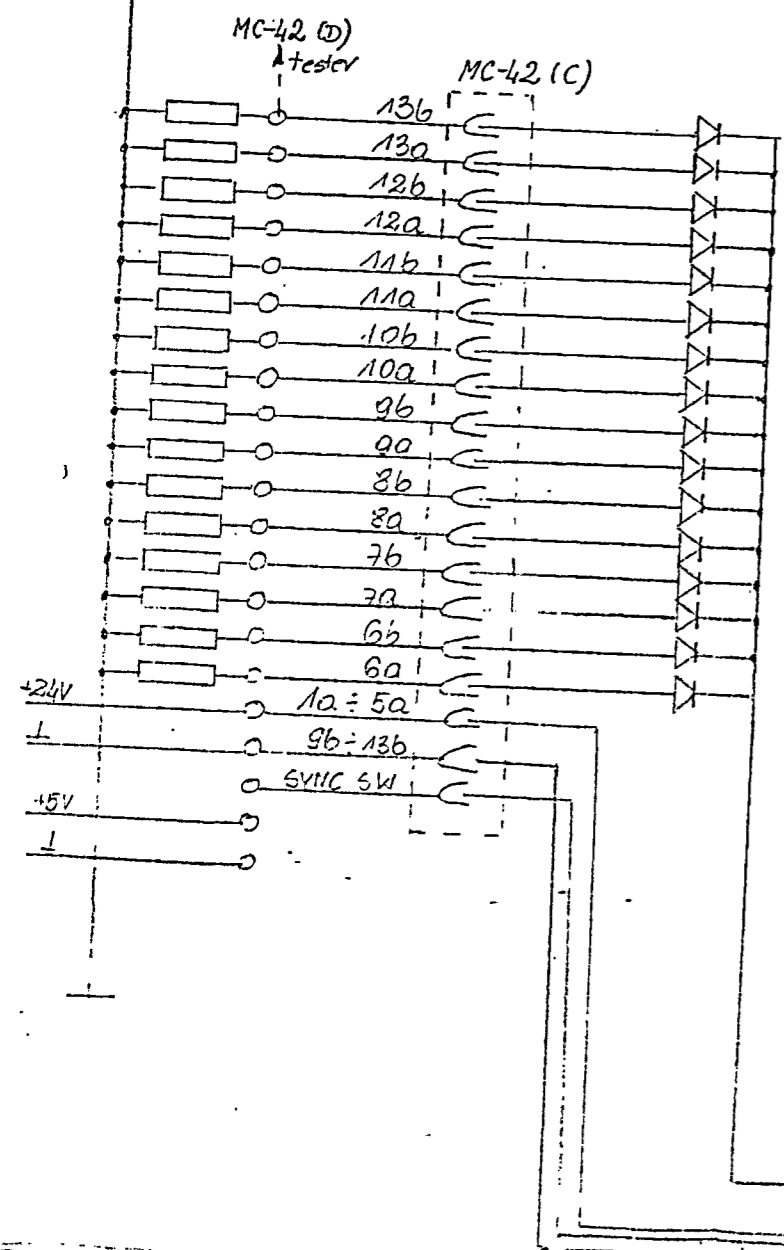 MC-42 (D)
tester
MC-42 (C)
13b
13a
12b
12a
11b
11a
10b
10a
9b
9a
8b
8a
7b
7a
6b
6a
+24V
1a ÷ 5a
⊥
9b ÷ 13b
SYNC SW
+5V
⊥